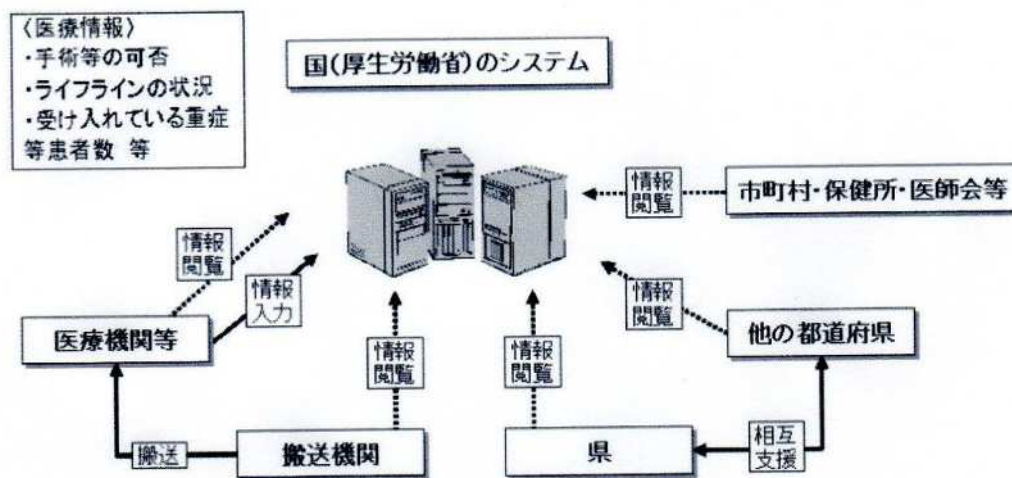 〈医療情報〉
・手術等の可否
・ライフラインの状況
・受け入れている重症
等患者数 等
国(厚生労働省)のシステム
情報
閲覧
市町村・保健所・医師会等
情報
閲覧
情報
入力
情報
閲覧
医療機関等
情報
閲覧
情報
閲覧
他の都道府県
搬送
搬送機関
県
相互
支援